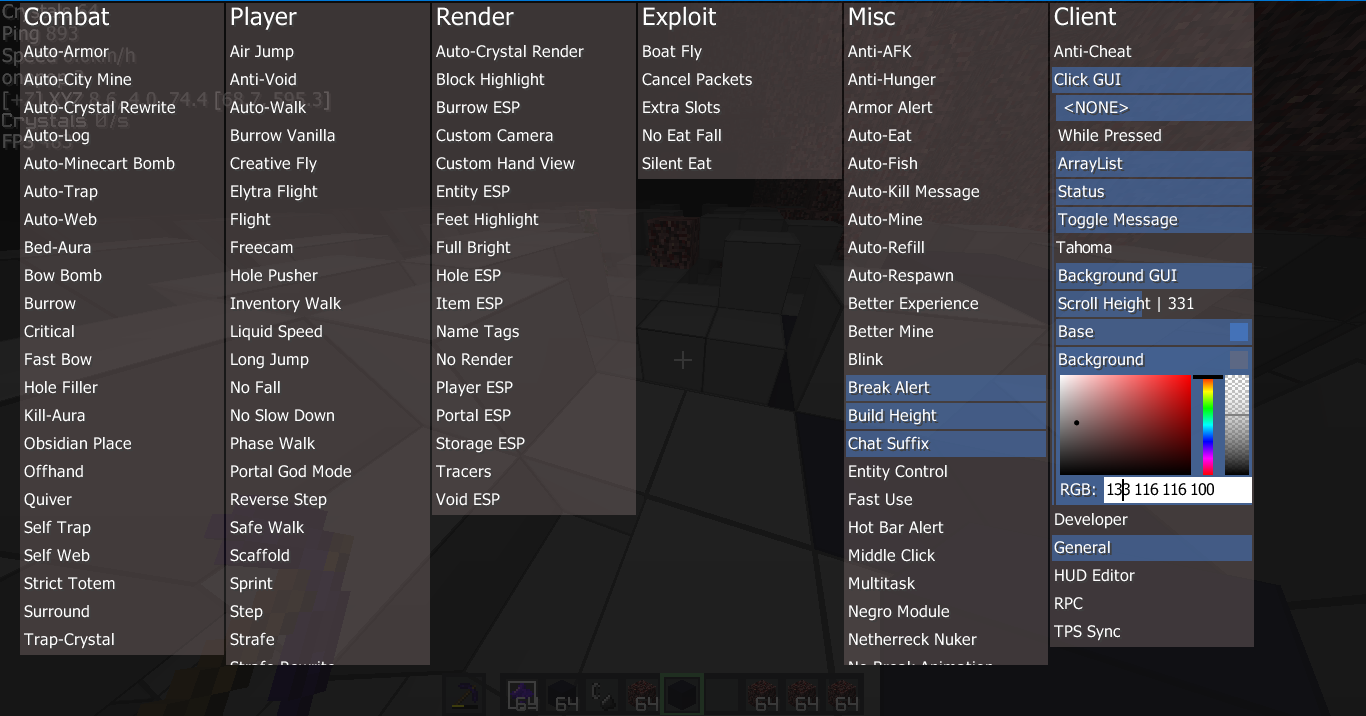 Combat
Auto-Armor
Auto-City Mine
Auto-Crystal Rewrite
Auto-Log
Auto-Minecart Bomb
Auto-Trap
Auto-Web
Bed-Aura
Bow Bomb
Burrow
Critical
Fast Bow
Hole Filler
Kill-Aura
Obsidian Place
Offhand
Quiver
Self Trap
Self Web
Strict Totem
Surround
Trap-Crystal
Player
Air Jump
Anti-Void
Auto-Walk
Burrow Vanilla
Creative Fly
Elytra Flight
Flight
Freecam
Hole Pusher
Inventory Walk
Liquid Speed
Long Jump
No Fall
No Slow Down
Phase Walk
Portal God Mode
Reverse Step
Safe Walk
Scaffold
Sprint
Step
Strafe
Strafe Rewrite
Render
Auto-Crystal Render
Block Highlight
Burrow ESP
Custom Camera
Custom Hand View
Entity ESP
Feet Highlight
Full Bright
Hole ESP
Item ESP
Name Tags
No Render
Player ESP
Portal ESP
Storage ESP
Tracers
Void ESP
Exploit
Boat Fly
Cancel Packets
Extra Slots
No Eat Fall
Silent Eat
Misc
Anti-AFK
Anti-Hunger
Armor Alert
Auto-Eat
Auto-Fish
Auto-Kill Message
Auto-Mine
Auto-Refill
Auto-Respawn
Better Experience
Better Mine
Blink
Break Alert
Build Height
Chat Suffix
Entity Control
Fast Use
Hot Bar Alert
Middle Click
Multitask
Negro Module
Netherreck Nuker
No Break Animation
Client
Anti-Cheat
Click GUI
<NONE>
While Pressed
ArrayList
Status
Toggle Message
Tahoma
Background GUI
Scroll Height | 331
Base
Background
RGB: 133 116 116 100
Developer
General
HUD Editor
RPC
TPS Sync
Ping 893
Crystals 0/s
64 64 64 64 64 64